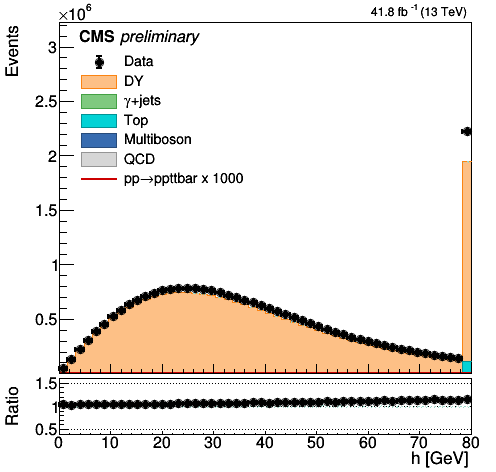 ×10⁶
41.8 fb⁻¹ (13 TeV)
Events
CMS preliminary
Data
DY
γ+jets
Top
Multiboson
QCD
pp→ppttbar x 1000
3
2.5
2
1.5
1
0.5
Ratio
1.5
1
0.5
0 10 20 30 40 50 60 70 80
h [GeV]